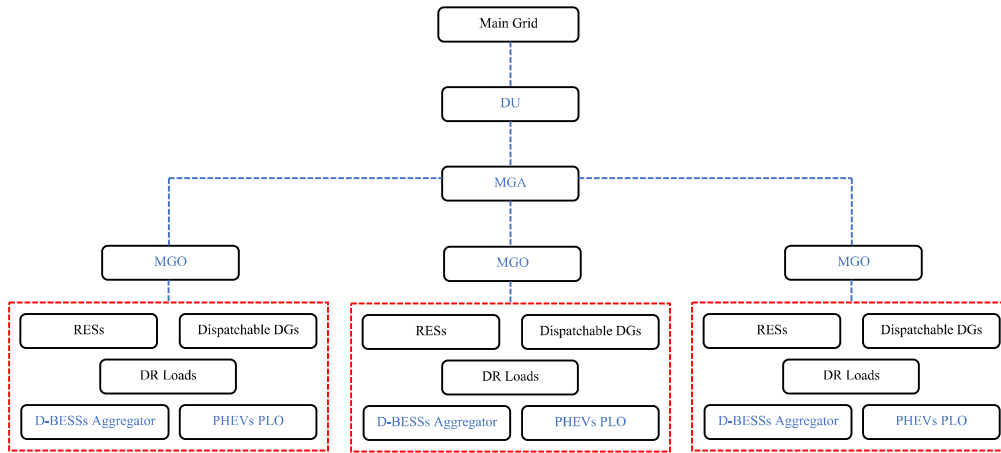 Main Grid
DU
MGA
MGO
MGO
MGO
RESs
Dispatchable DGs
DR Loads
D-BESSs Aggregator
PHEVs PLO
RESs
Dispatchable DGs
DR Loads
D-BESSs Aggregator
PHEVs PLO
RESs
Dispatchable DGs
DR Loads
D-BESSs Aggregator
PHEVs PLO